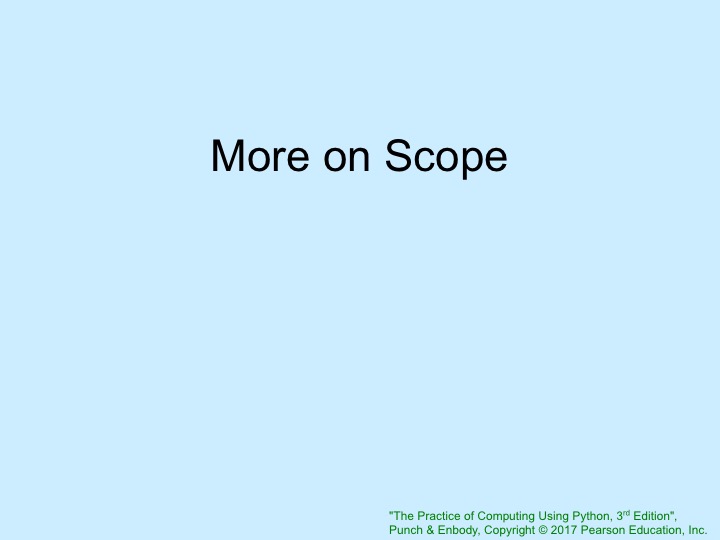 More on Scope
"The Practice of Computing Using Python, 3rd Edition",
Punch & Enbody, Copyright © 2017 Pearson Education, Inc.